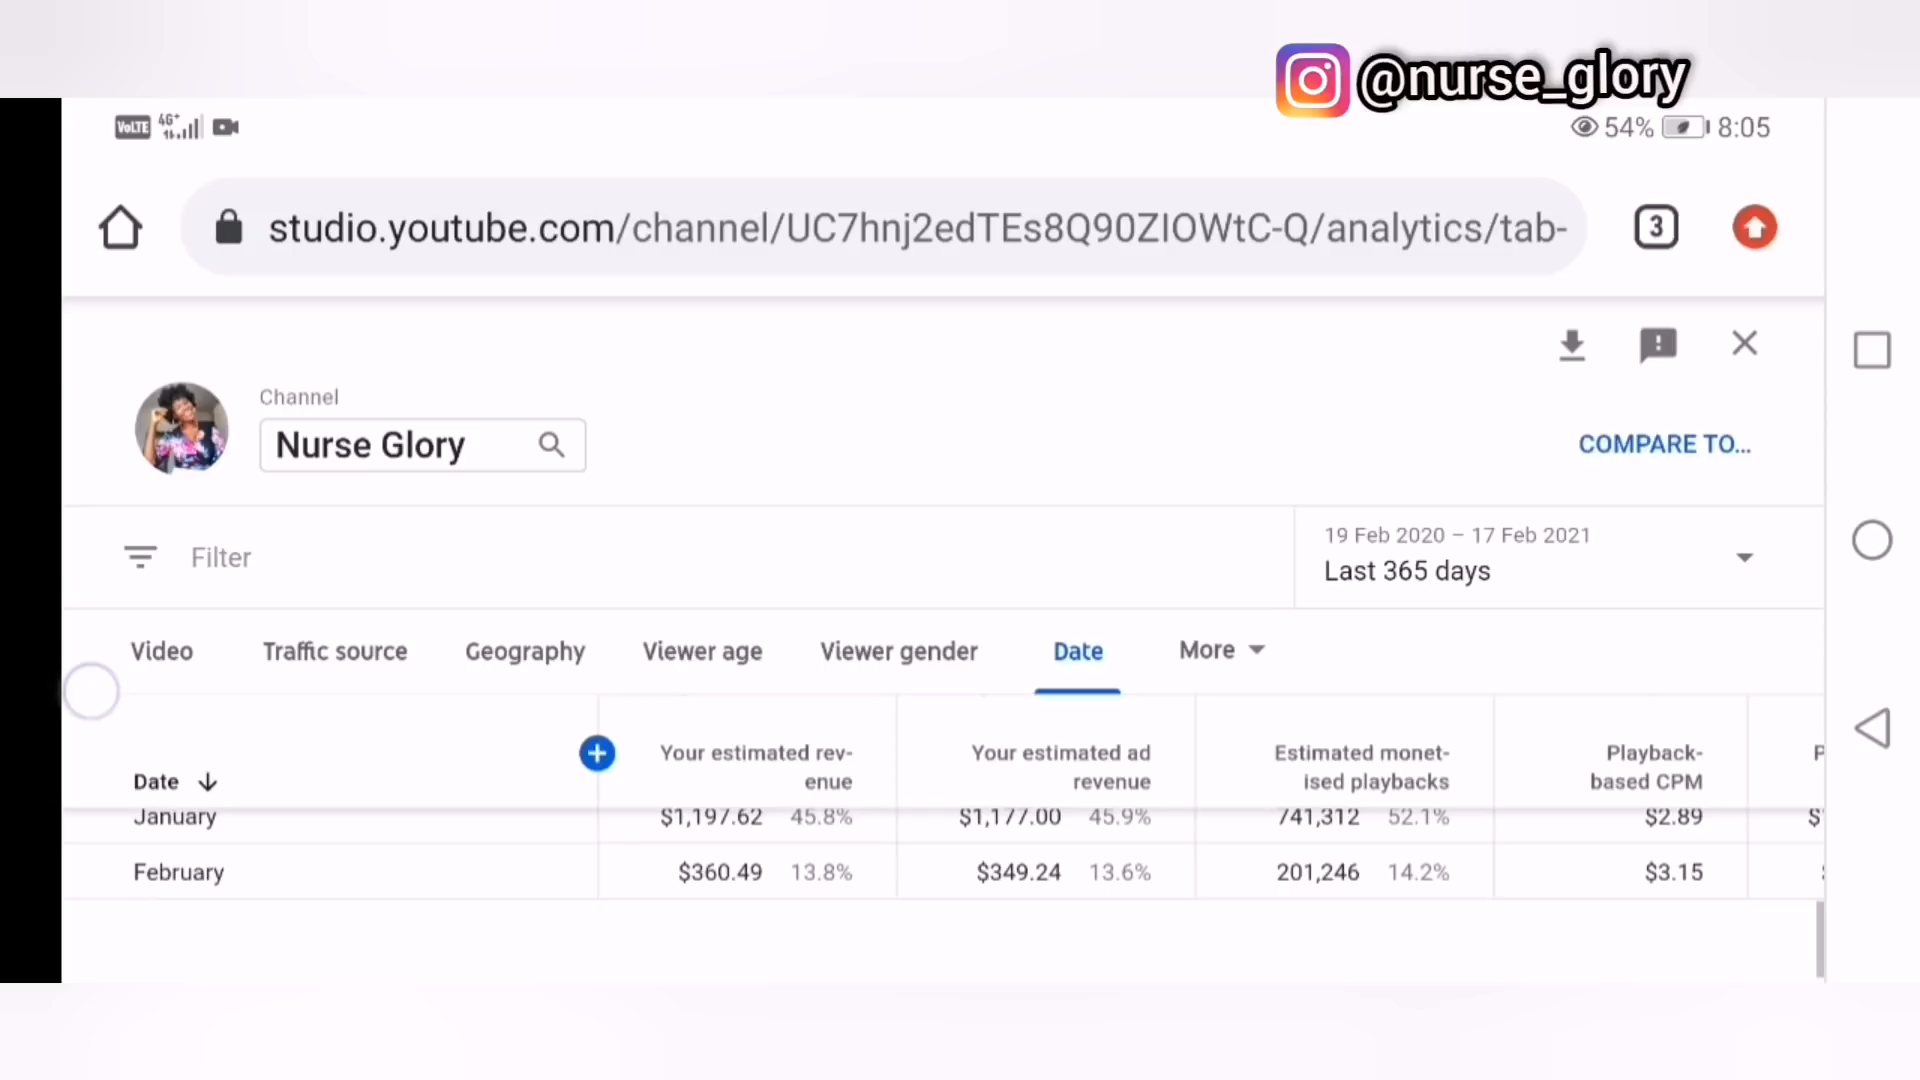 @nurse_glory
VoLTE 4G+ 54% 8:05
studio.youtube.com/channel/UC7hnj2edTEs8Q90ZIOWtC-Q/analytics/tab-
3
Channel
Nurse Glory
COMPARE TO...
Filter
19 Feb 2020 – 17 Feb 2021
Last 365 days
Video Traffic source Geography Viewer age Viewer gender Date More
Your estimated rev-
enue
Your estimated ad
revenue
Estimated monet-
ised playbacks
Playback-
based CPM
P
Date
January $1,197.62 45.8% $1,177.00 45.9% 741,312 52.1% $2.89 $
February $360.49 13.8% $349.24 13.6% 201,246 14.2% $3.15